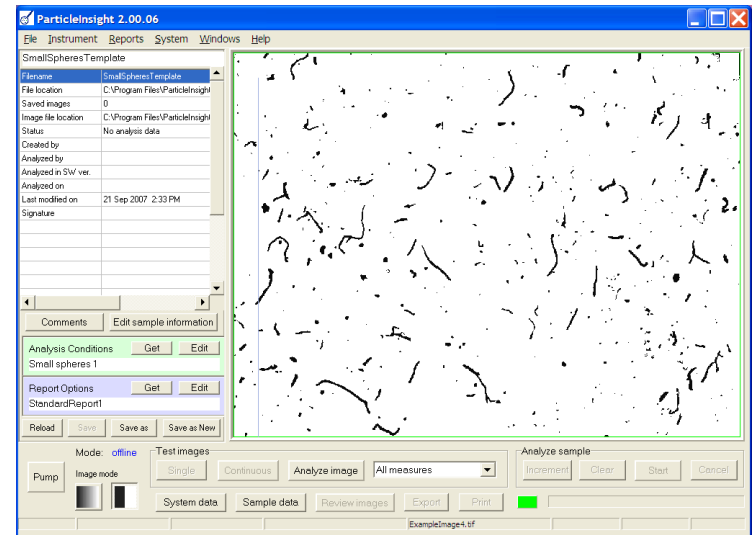 ParticleInsight 2.00.06
File Instrument Reports System Windows Help
SmallSpheresTemplate
Filename SmallSpheresTemplate
File location C:\Program Files\ParticleInsight
Saved images 0
Image file location C:\Program Files\ParticleInsight
Status No analysis data
Created by
Analyzed by
Analyzed in SW ver.
Analyzed on
Last modified on 21 Sep 2007 2:33 PM
Signature
Comments Edit sample information
Analysis Conditions Get Edit
Small spheres 1
Report Options Get Edit
StandardReport1
Reload Save Save as Save as New
Mode: offline
Pump
Image mode
Test images
Single Continuous Analyze image All measures
Analyze sample
Increment Clear Start Cancel
System data Sample data Review images Export Print
ExampleImage4.tif